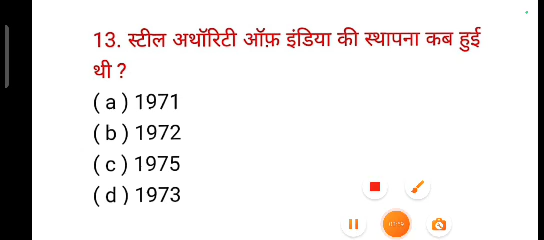 13. स्टील अथॉरिटी ऑफ़ इंडिया की स्थापना कब हुई
थी ?
( a ) 1971
( b ) 1972
( c ) 1975
( d ) 1973